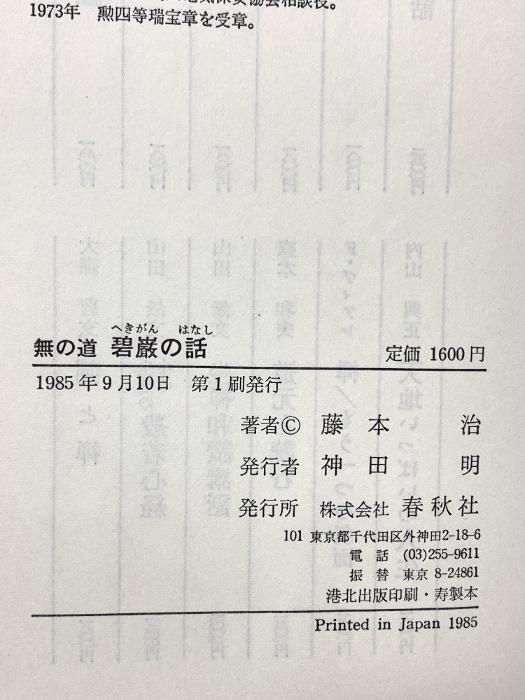 1973年 勲四等瑞宝章を受章。
へきがん はなし
無の道 碧巌の話
定価 1600円
1985年9月10日 第1刷発行
著者© 藤本 治
発行者 神田 明
発行所 株式会社 春秋社
101 東京都千代田区外神田2-18-6
電話 (03)255-9611
振替 東京 8-24861
港北出版印刷・寿製本
Printed in Japan 1985